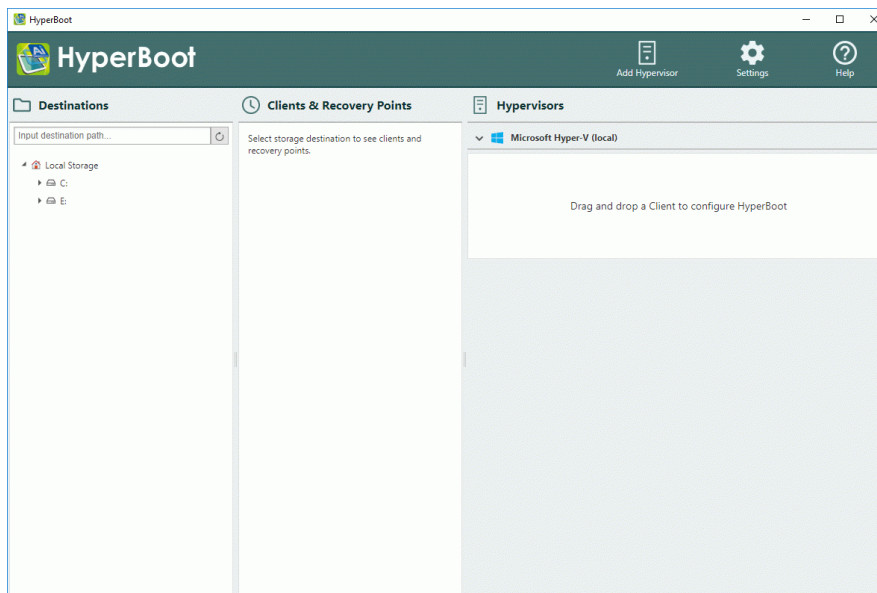 HyperBoot
HyperBoot
Add Hypervisor
Settings
Help
Destinations
Input destination path...
Local Storage
C:
E:
Clients & Recovery Points
Select storage destination to see clients and
recovery points.
Hypervisors
Microsoft Hyper-V (local)
Drag and drop a Client to configure HyperBoot